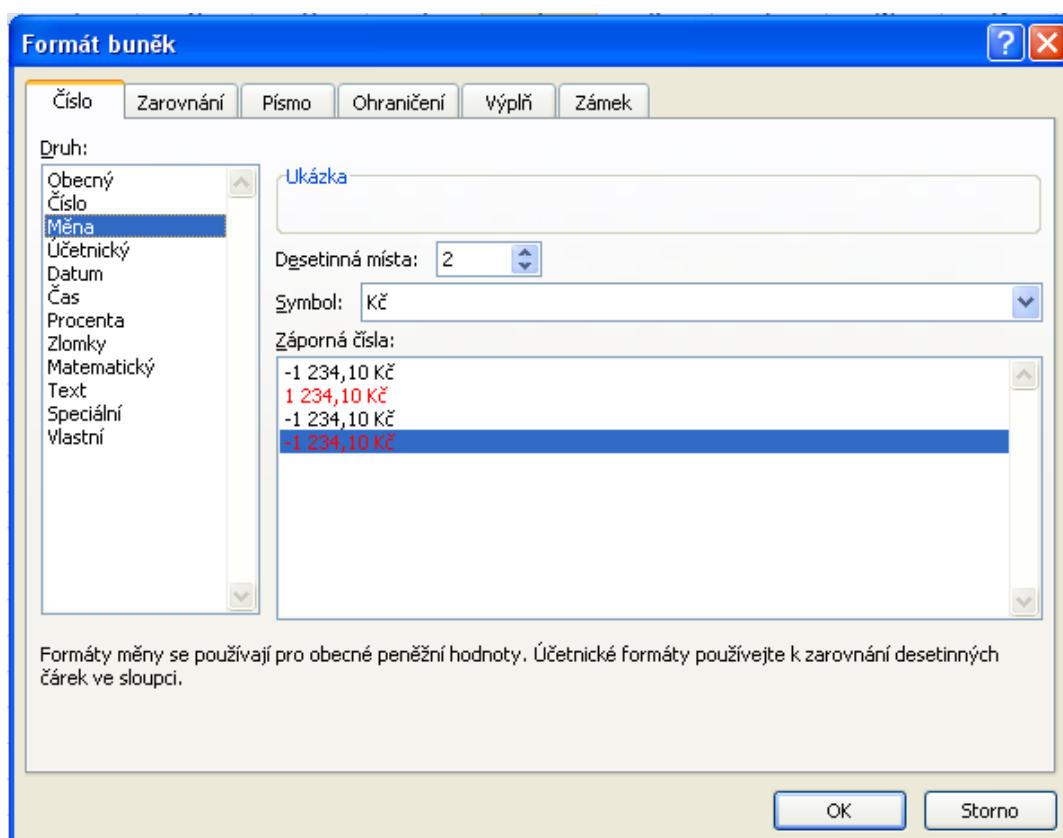 Formát buněk
Číslo Zarovnání Písmo Ohraničení Výplň Zámek
Druh:
Obecný
Číslo
Měna
Účetnický
Datum
Čas
Procenta
Zlomky
Matematický
Text
Speciální
Vlastní
Ukázka
Desetinná místa: 2
Symbol: Kč
Záporná čísla:
-1 234,10 Kč
1 234,10 Kč
-1 234,10 Kč
-1 234,10 Kč
Formáty měny se používají pro obecné peněžní hodnoty. Účetnické formáty používejte k zarovnání desetinných
čárek ve sloupci.
OK Storno